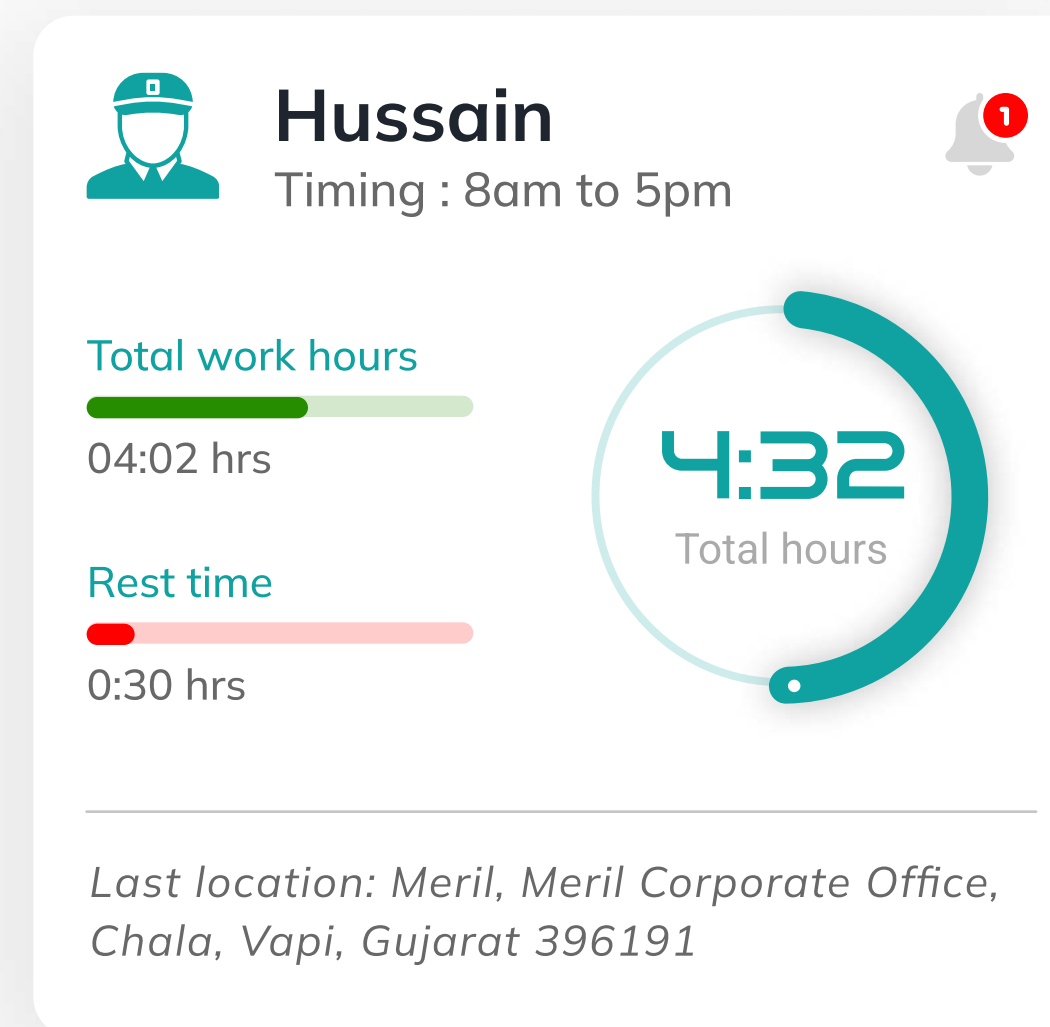 Hussain
1
Timing : 8am to 5pm
Total work hours
04:02 hrs
4:32
Total hours
Rest time
0:30 hrs
Last location: Meril, Meril Corporate Office,
Chala, Vapi, Gujarat 396191